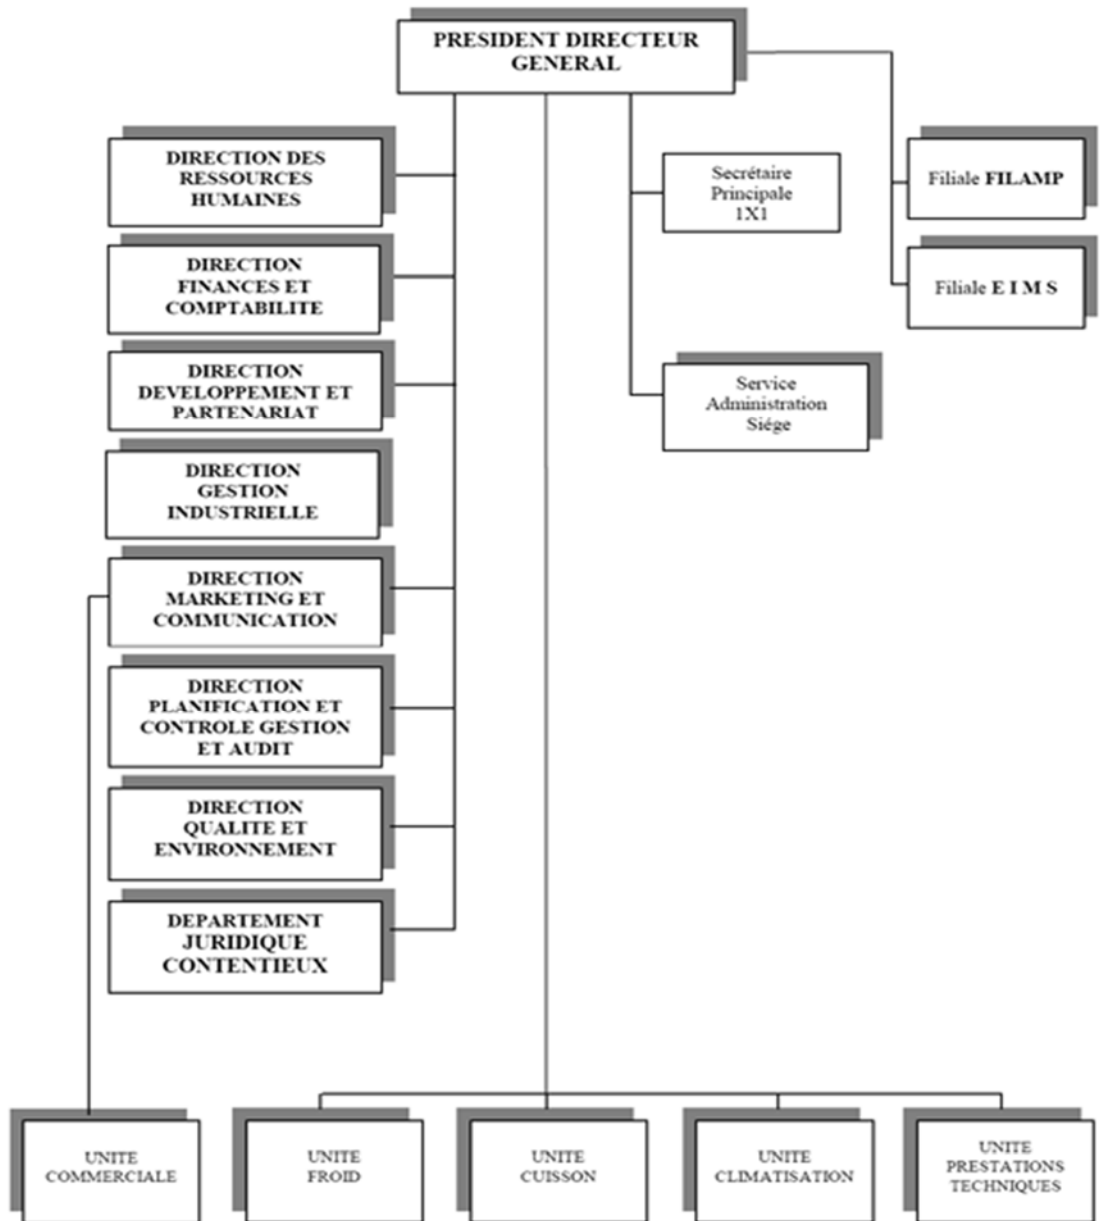 PRESIDENT DIRECTEUR
GENERAL
DIRECTION DES
RESSOURCES
HUMAINES
DIRECTION
FINANCES ET
COMPTABILITE
DIRECTION
DEVELOPPEMENT ET
PARTENARIAT
DIRECTION
GESTION
INDUSTRIELLE
DIRECTION
MARKETING ET
COMMUNICATION
DIRECTION
PLANIFICATION ET
CONTROLE GESTION
ET AUDIT
DIRECTION
QUALITE ET
ENVIRONNEMENT
DEPARTEMENT
JURIDIQUE
CONTENTIEUX
Secrétaire
Principale
1X1
Service
Administration
Siége
Filiale FILAMP
Filiale E I M S
UNITE
COMMERCIALE
UNITE
FROID
UNITE
CUISSON
UNITE
CLIMATISATION
UNITE
PRESTATIONS
TECHNIQUES